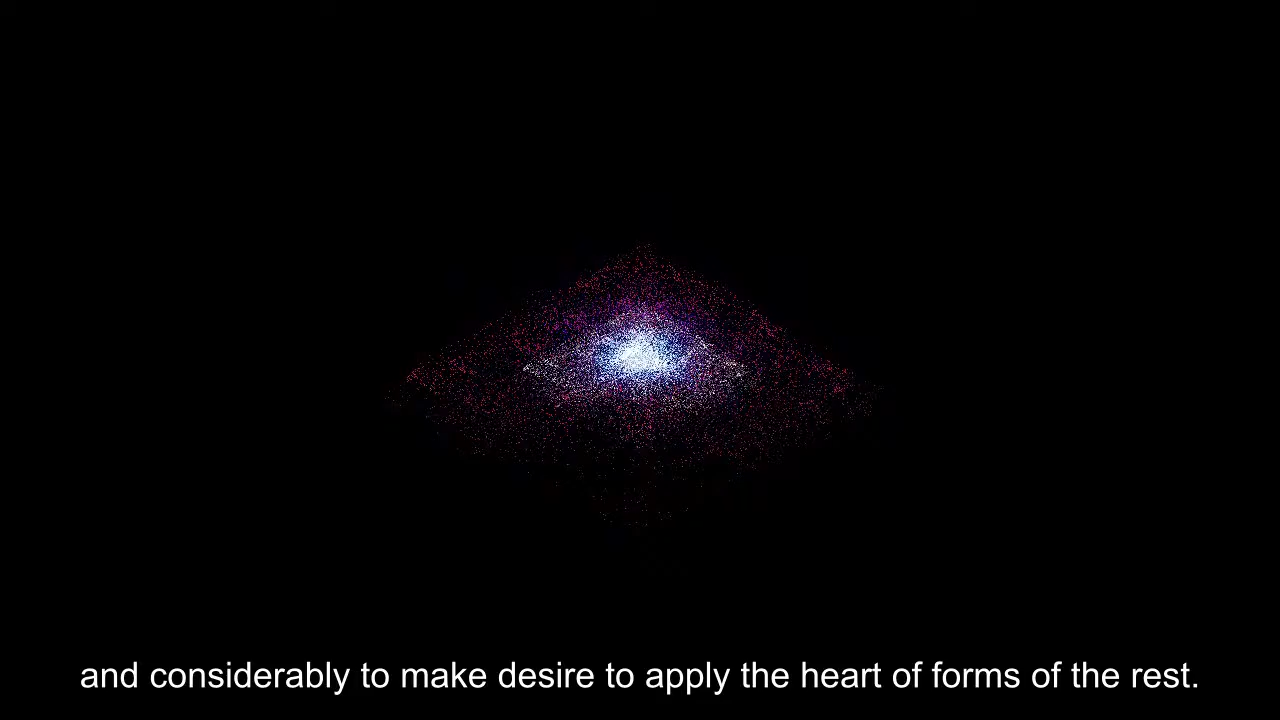 and considerably to make desire to apply the heart of forms of the rest.